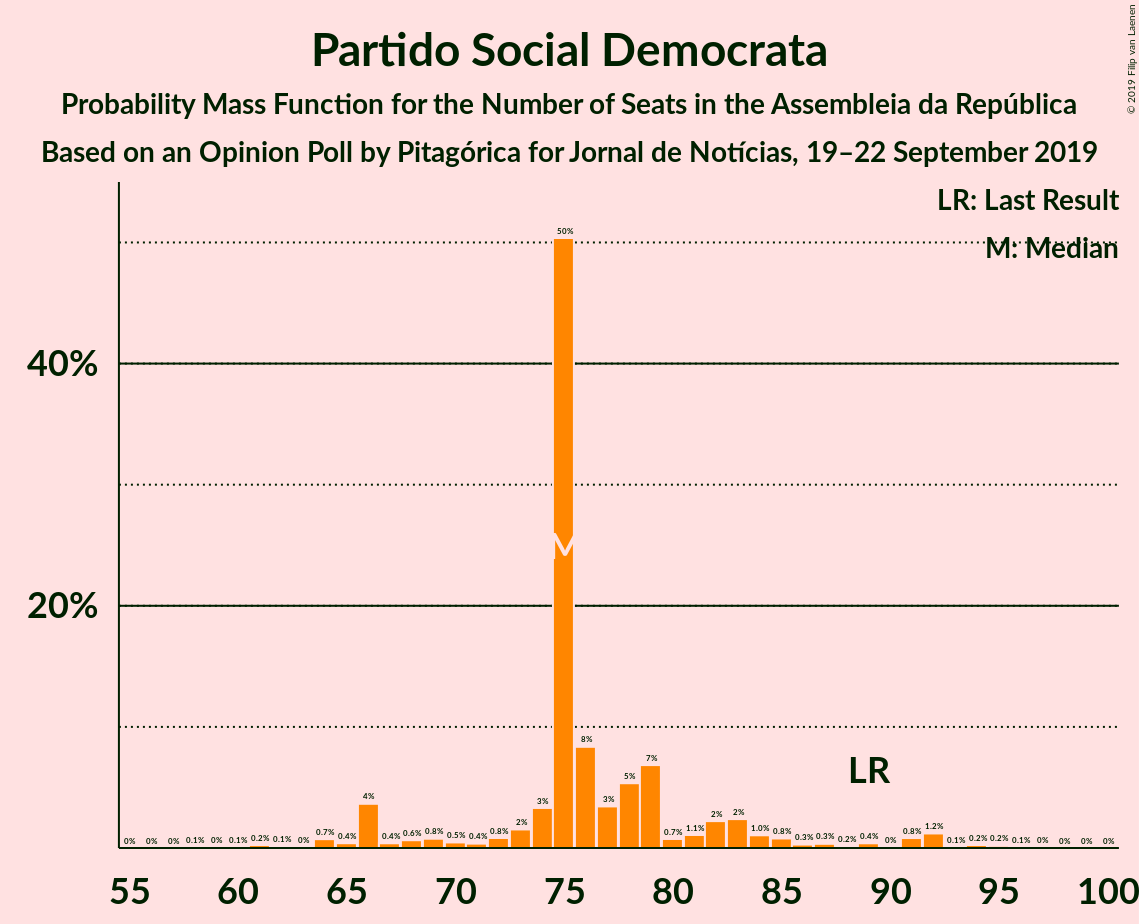 Partido Social Democrata
Probability Mass Function for the Number of Seats in the Assembleia da República
Based on an Opinion Poll by Pitagórica for Jornal de Notícias, 19–22 September 2019
© 2019 Filip van Laenen
LR: Last Result
M: Median
40%
20%
0% 0% 0% 0.1% 0% 0.1% 0.2% 0.1% 0% 0.7% 0.4% 4% 0.4% 0.6% 0.8% 0.5% 0.4% 0.8% 2% 3% 50% 8% 3% 5% 7% 0.7% 1.1% 2% 2% 1.0% 0.8% 0.3% 0.3% 0.2% 0.4% 0% 0.8% 1.2% 0.1% 0.2% 0.2% 0.1% 0% 0% 0% 0%
M
LR
55 60 65 70 75 80 85 90 95 100